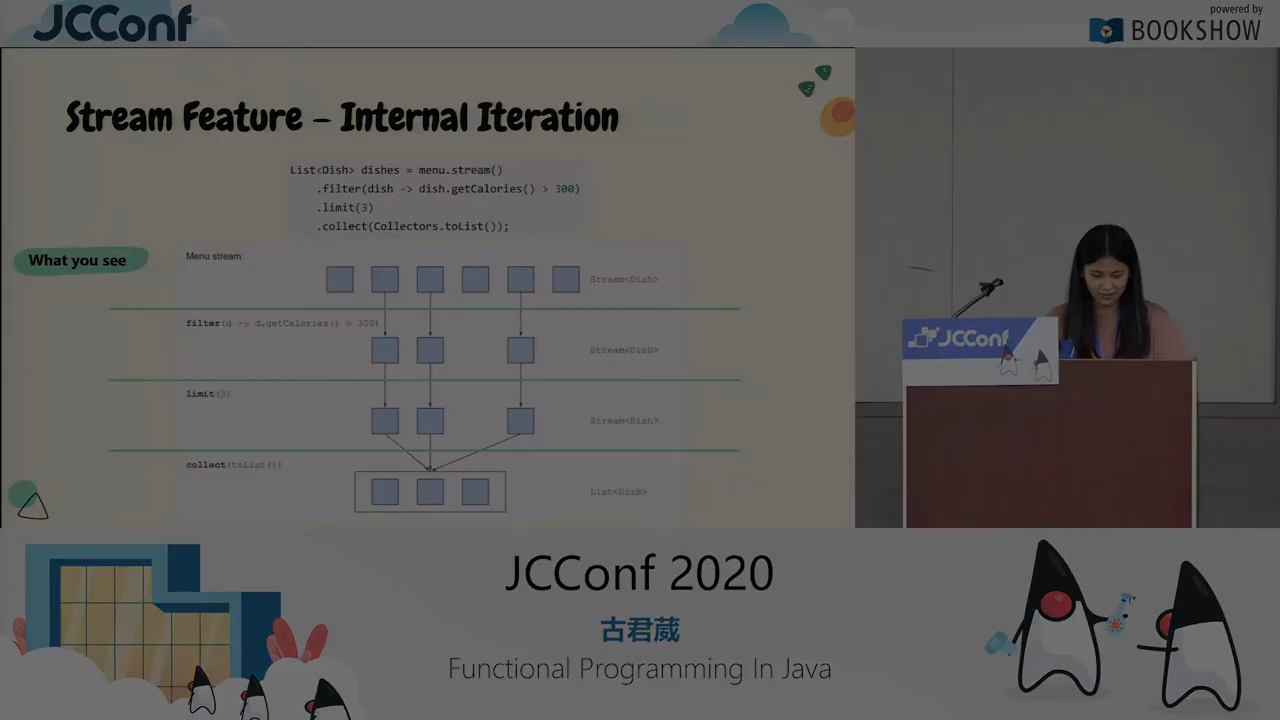 JCConf
powered by
BOOKSHOW
Stream Feature – Internal Iteration
List<Dish> dishes = menu.stream()
.filter(dish -> dish.getCalories() > 300)
.limit(3)
.collect(Collectors.toList());
What you see
Menu stream
Stream<Dish>
filter(d -> d.getCalories() > 300)
Stream<Dish>
limit(3)
Stream<Dish>
collect(toList())
List<Dish>
JCConf
JCConf 2020
古君葳
Functional Programming In Java